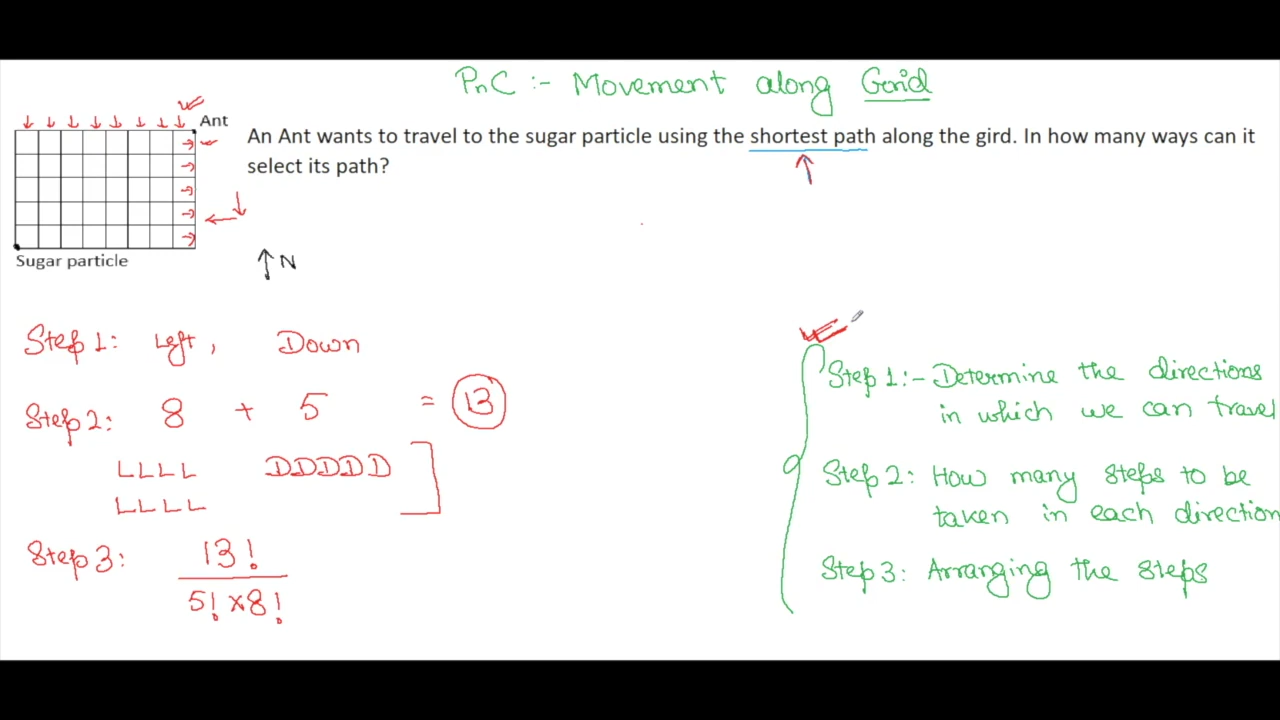 PnC :- Movement along Grid
Ant
An Ant wants to travel to the sugar particle using the shortest path along the gird. In how many ways can it
select its path?
Sugar particle
N
Step 1: Left, Down
Step 2: 8 + 5 = 13
LLLL DDDDD
LLLL
Step 3: 13!
5! x 8!
Step 1:- Determine the directions
in which we can travel
Step 2: How many steps to be
taken in each direction
Step 3: Arranging the steps